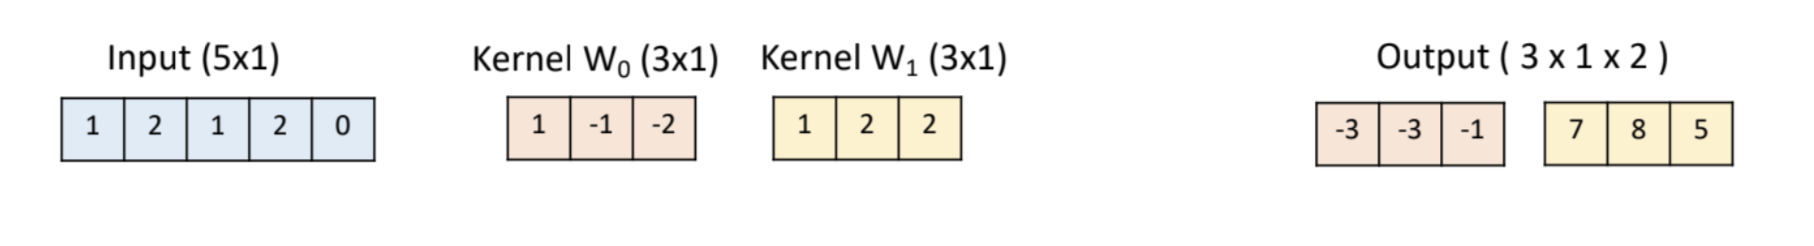 Input (5x1) Kernel W₀ (3x1) Kernel W₁ (3x1) Output ( 3 x 1 x 2 )
1 2 1 2 0 1 -1 -2 1 2 2 -3 -3 -1 7 8 5